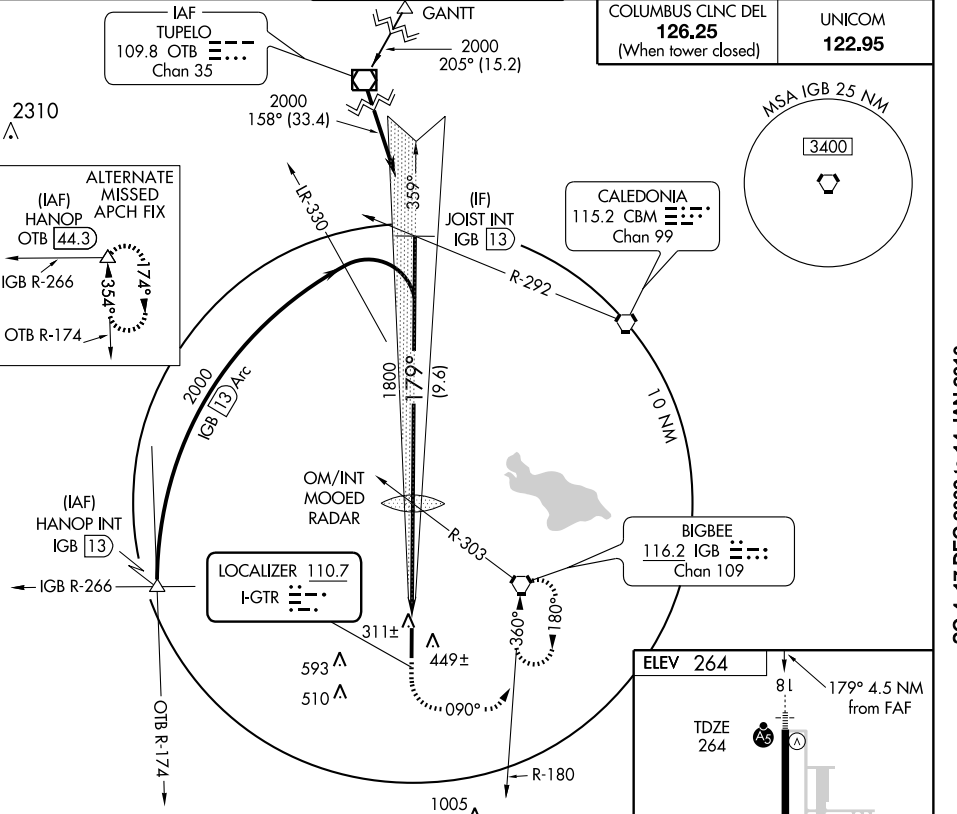 IAF
TUPELO
109.8 OTB
Chan 35
GANTT
2000
205° (15.2)
COLUMBUS CLNC DEL
126.25
(When tower closed)
UNICOM
122.95
2310
2000
158° (33.4)
MSA IGB 25 NM
3400
ALTERNATE
MISSED
APCH FIX
(IAF)
HANOP
OTB 44.3
IGB R-266
174°
354°
OTB R-174
LR-330
359°
(IF)
JOIST INT
IGB 13
R-292
CALEDONIA
115.2 CBM
Chan 99
2000
IGB 13 Arc
1800
179°
(9.6)
10 NM
OM/INT
MOOED
RADAR
R-303
(IAF)
HANOP INT
IGB 13
IGB R-266
LOCALIZER 110.7
I-GTR
BIGBEE
116.2 IGB
Chan 109
360°
180°
311±
449±
593
510
090°
OTB R-174
R-180
1005
ELEV 264
18
179° 4.5 NM
from FAF
TDZE
264
A5